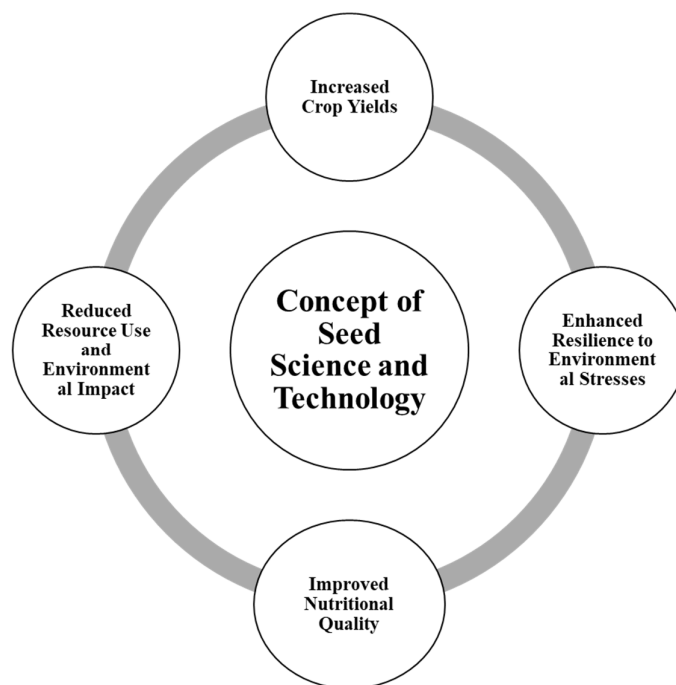 Increased
Crop Yields
Concept of
Seed
Science and
Technology
Reduced
Resource Use
and
Environment
al Impact
Enhanced
Resilience to
Environment
al Stresses
Improved
Nutritional
Quality